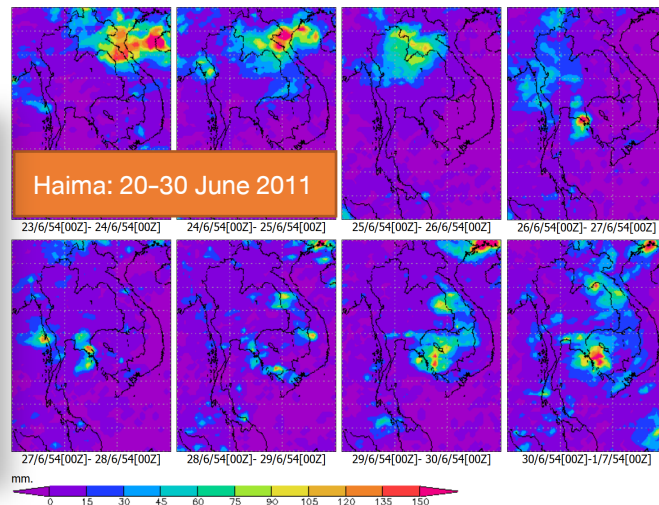 Haima: 20-30 June 2011
23/6/54[00Z]- 24/6/54[00Z]
24/6/54[00Z]- 25/6/54[00Z]
25/6/54[00Z]- 26/6/54[00Z]
26/6/54[00Z]- 27/6/54[00Z]
27/6/54[00Z]- 28/6/54[00Z]
28/6/54[00Z]- 29/6/54[00Z]
29/6/54[00Z]- 30/6/54[00Z]
30/6/54[00Z]-1/7/54[00Z]
mm.
0 15 30 45 60 75 90 105 120 135 150